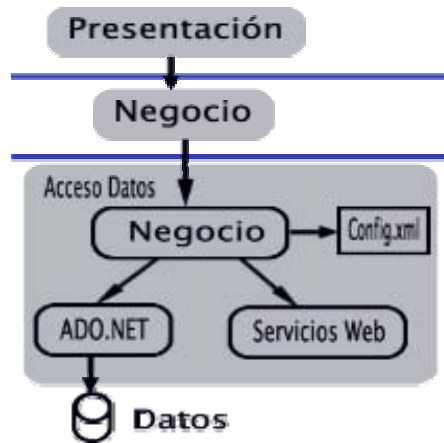 Presentación
Negocio
Acceso Datos
Negocio
Config.xml
ADO.NET
Servicios Web
Datos